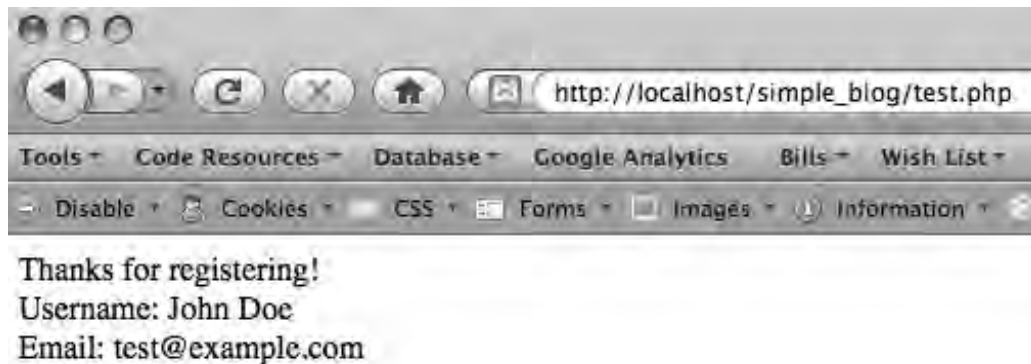 http://localhost/simple_blog/test.php
Tools Code Resources Database Google Analytics Bills Wish List
Disable Cookies CSS Forms Images Information
Thanks for registering!
Username: John Doe
Email: test@example.com